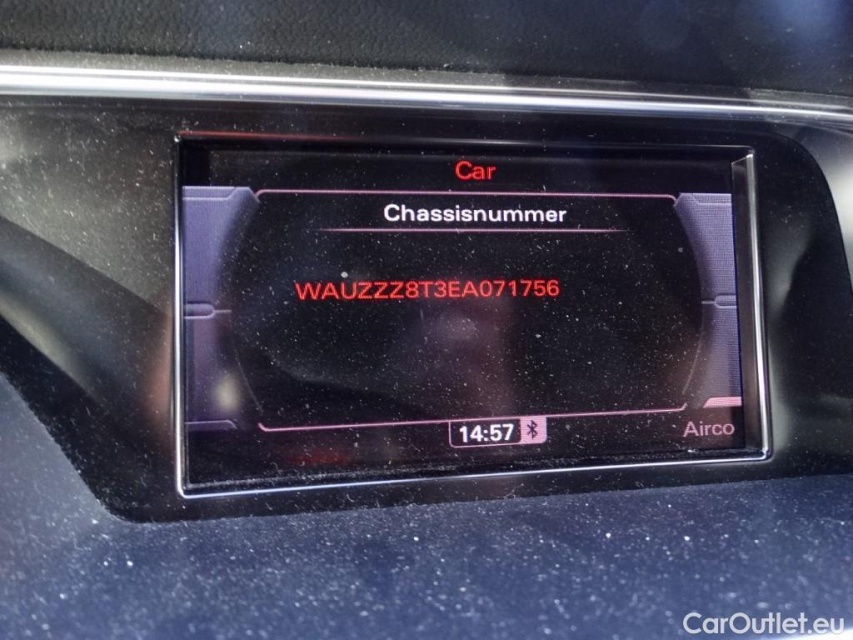 Car
Chassisnummer
WAUZZZ8T3EA071756
14:57
Airco
CarOutlet.eu